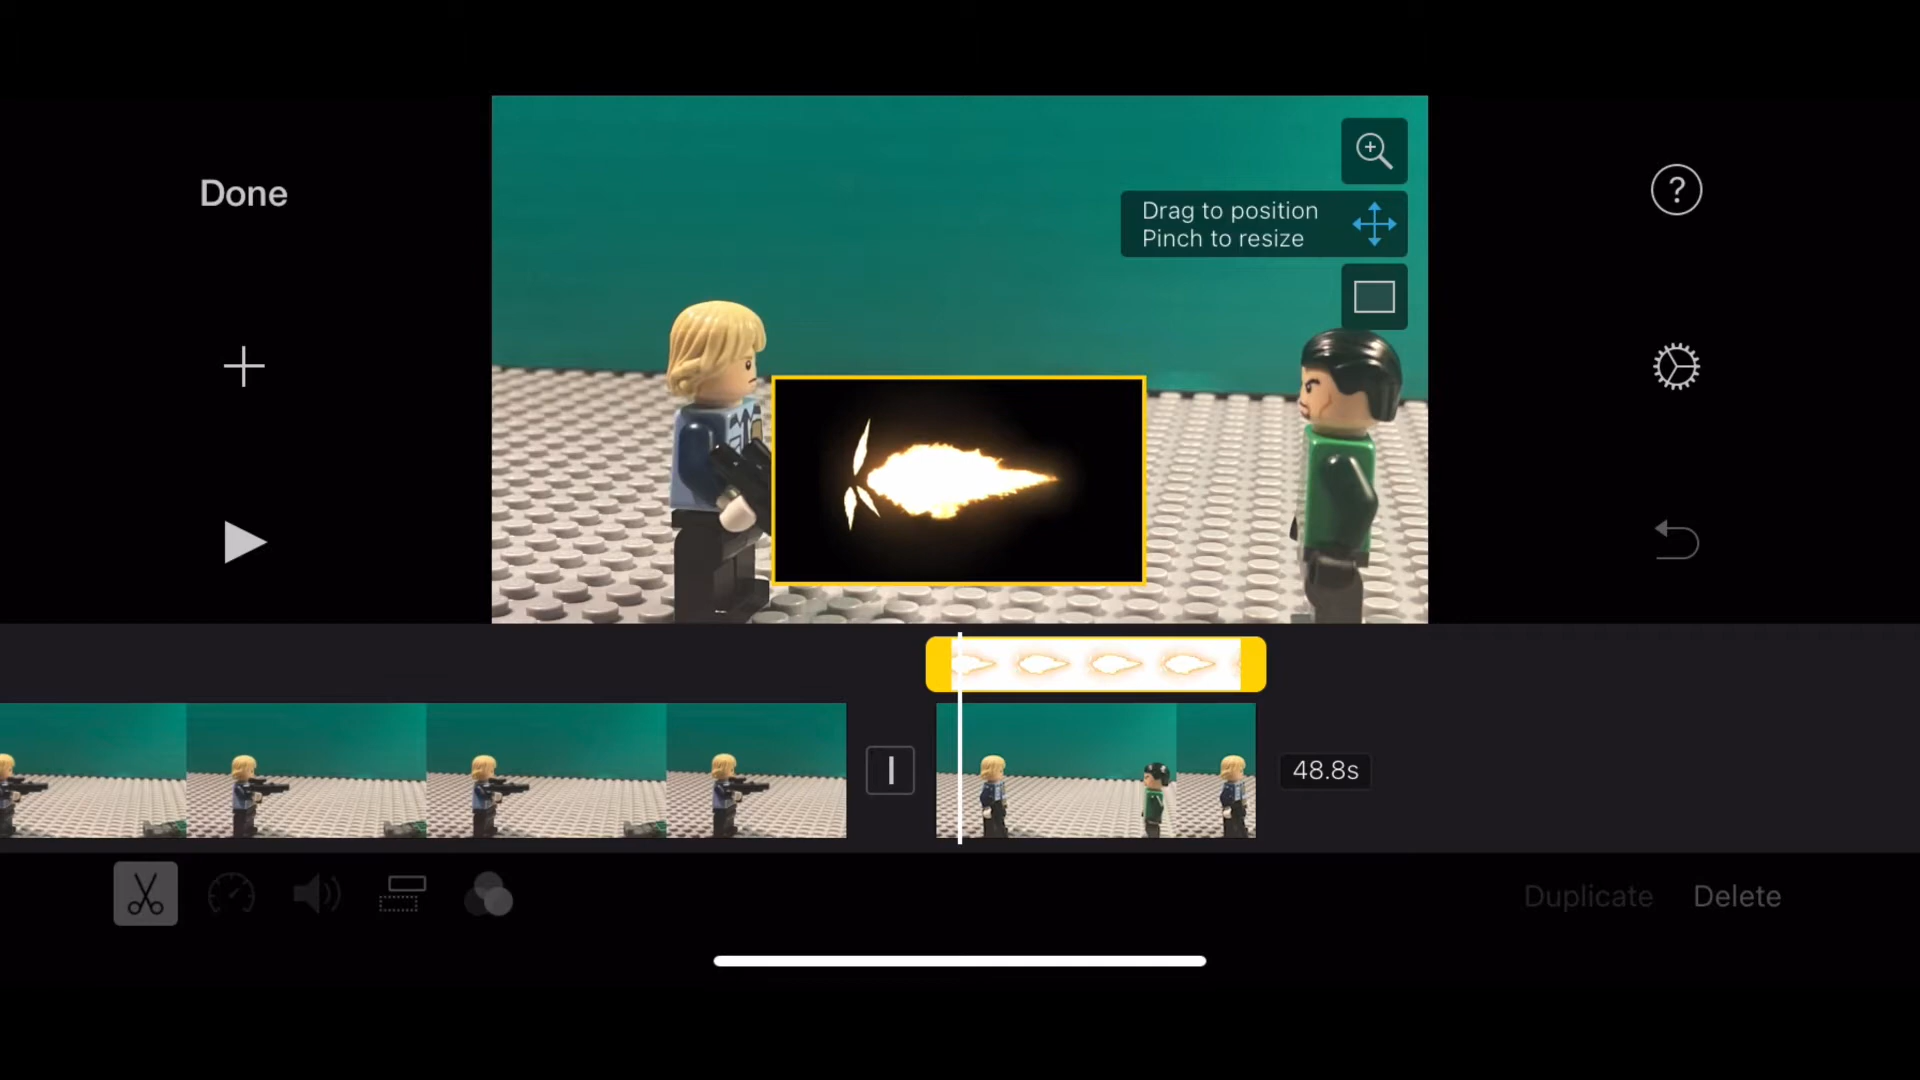 Done
Drag to position
Pinch to resize
?
48.8s
Duplicate
Delete